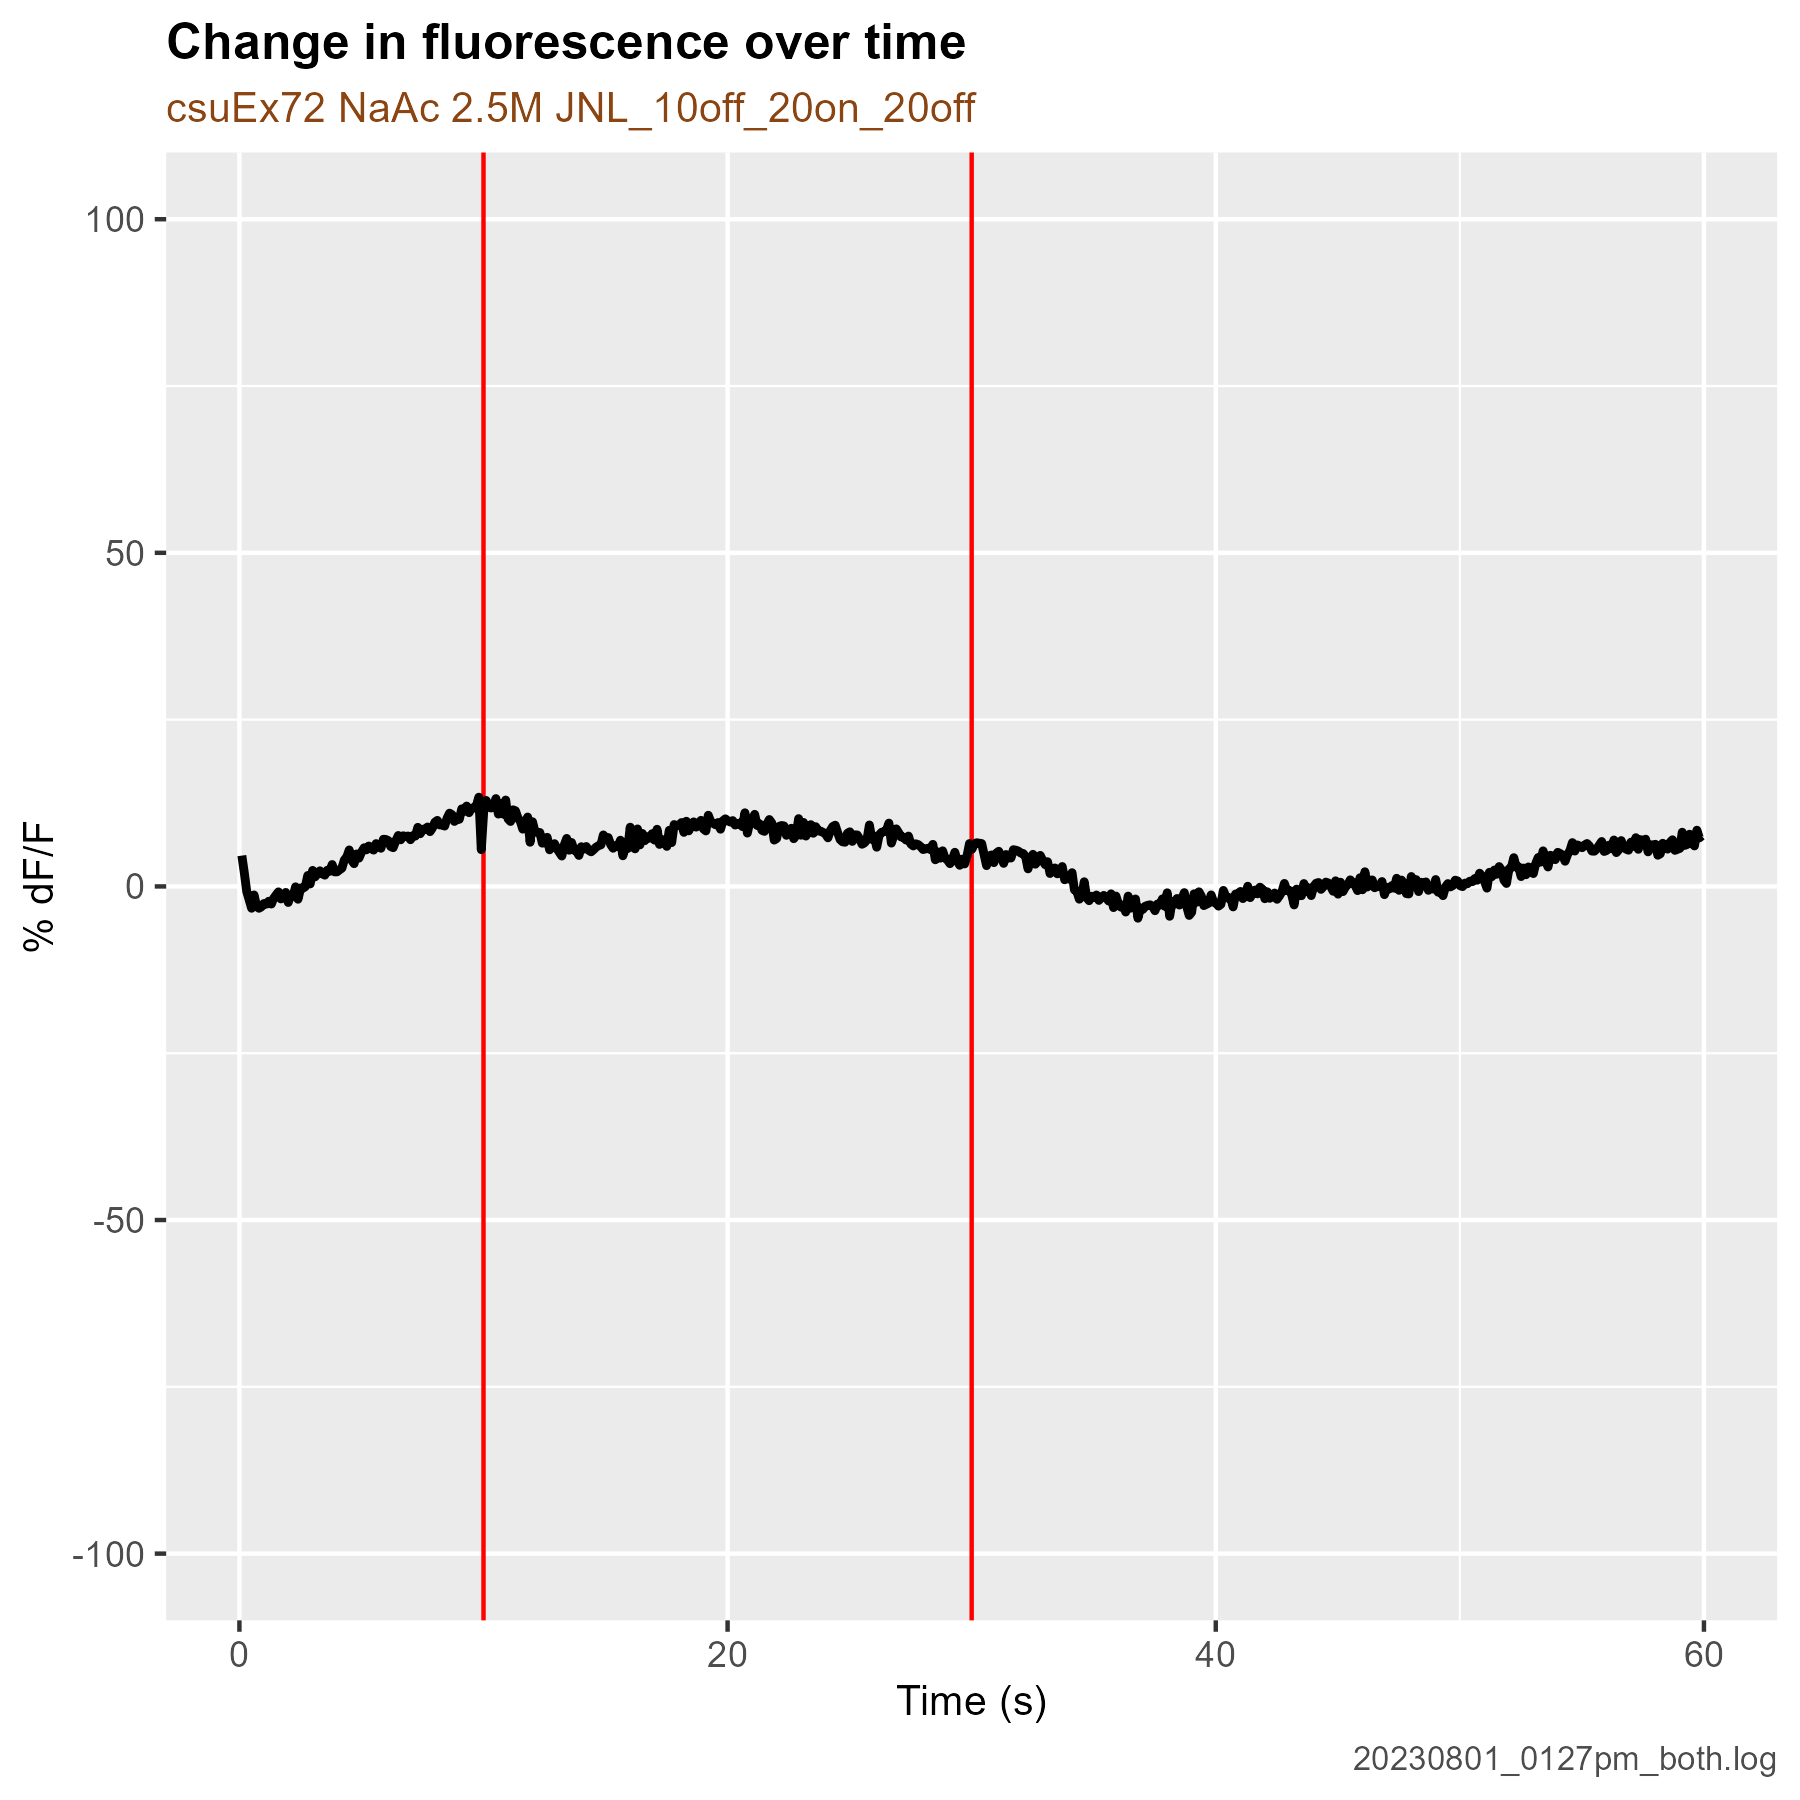 Change in fluorescence over time
csuEx72 NaAc 2.5M JNL_10off_20on_20off
100
50
0
-50
-100
% dF/F
0 20 40 60
Time (s)
20230801_0127pm_both.log